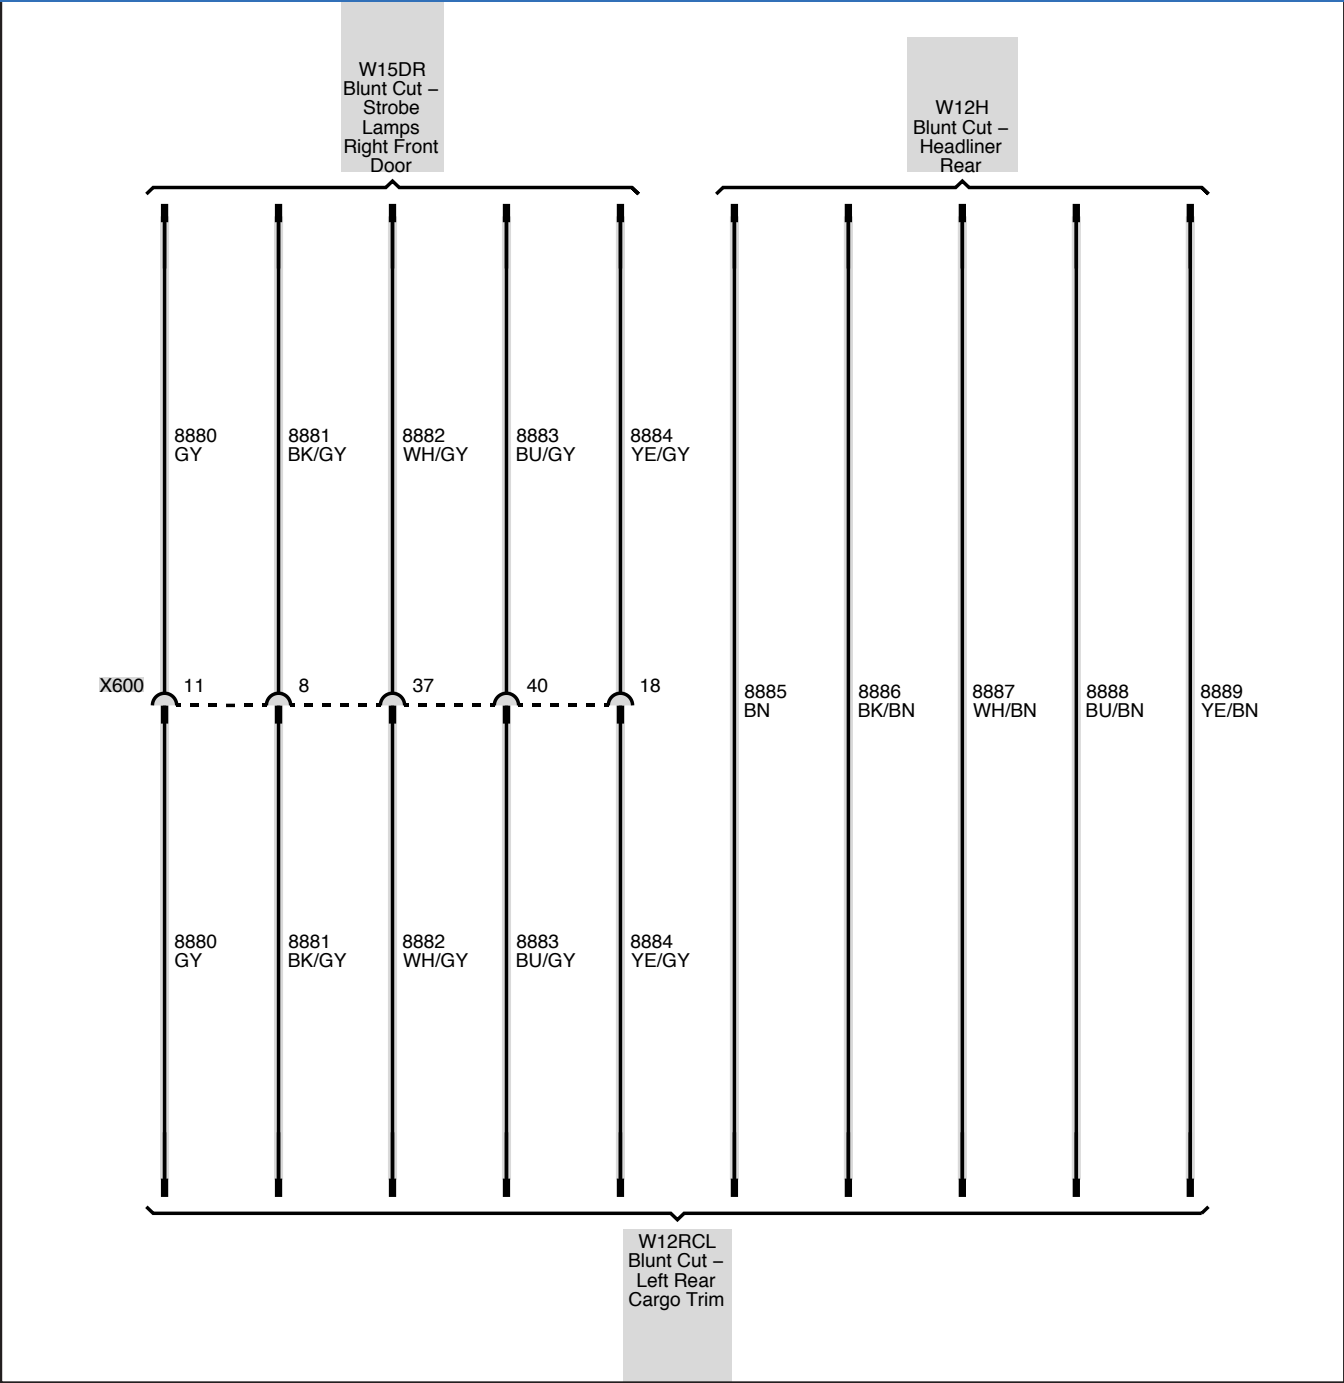 W15DR
Blunt Cut –
Strobe
Lamps
Right Front
Door
W12H
Blunt Cut –
Headliner
Rear
8880
GY
8881
BK/GY
8882
WH/GY
8883
BU/GY
8884
YE/GY
X600
11
8
37
40
18
8885
BN
8886
BK/BN
8887
WH/BN
8888
BU/BN
8889
YE/BN
8880
GY
8881
BK/GY
8882
WH/GY
8883
BU/GY
8884
YE/GY
W12RCL
Blunt Cut –
Left Rear
Cargo Trim